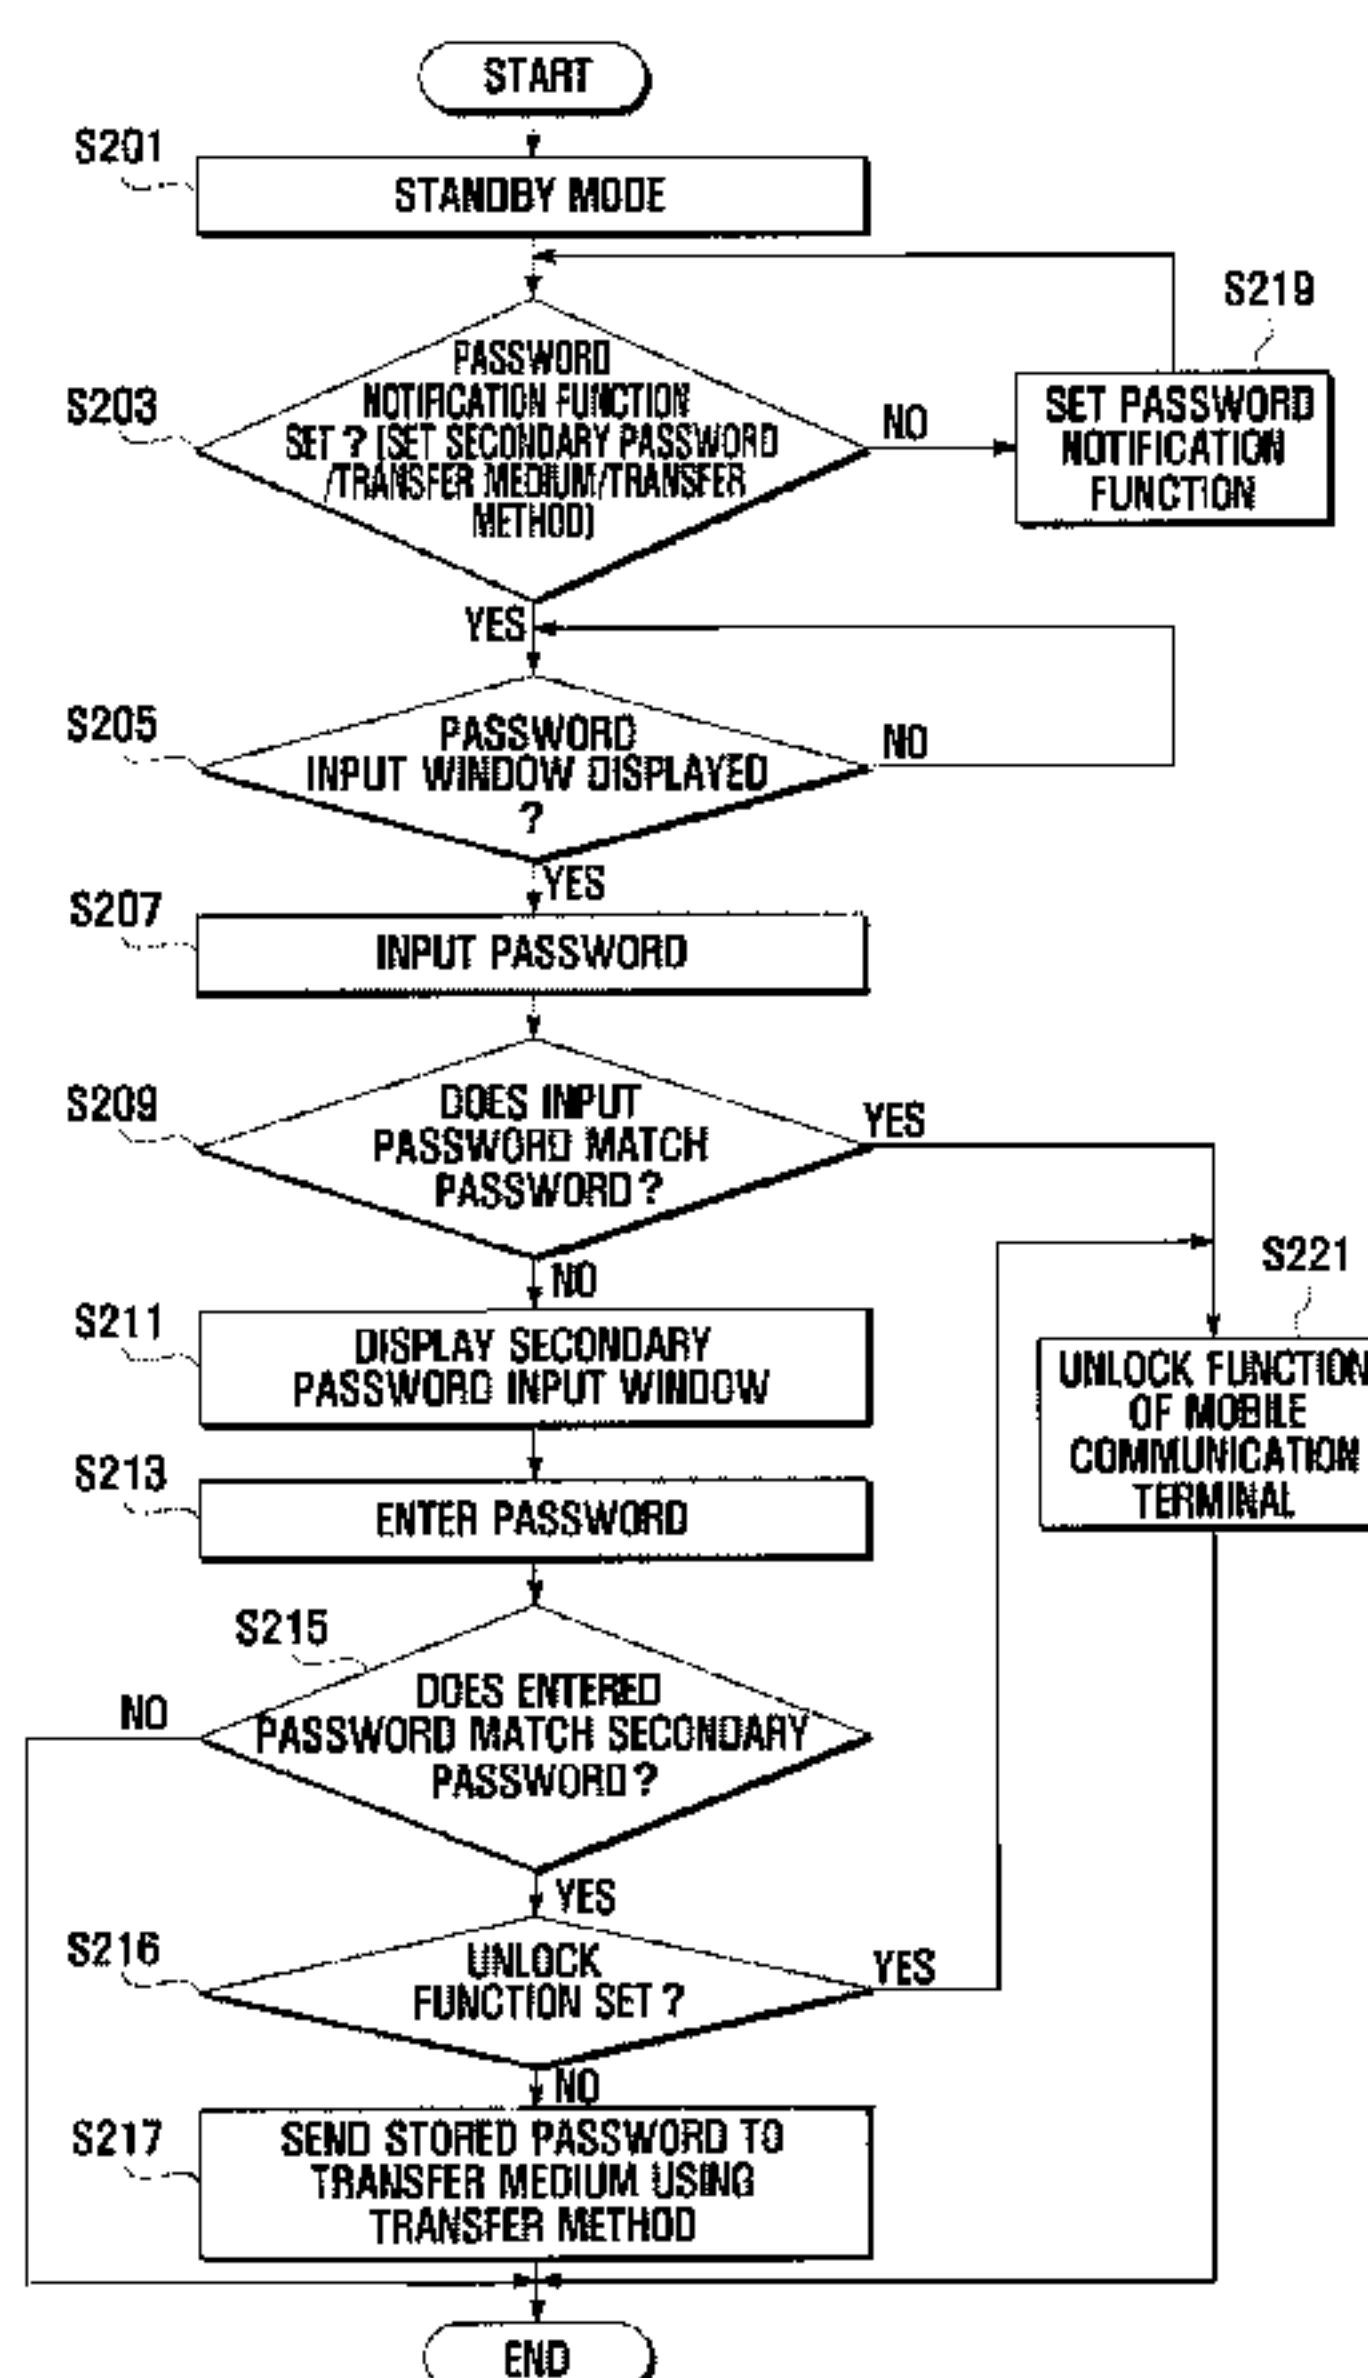 START
S201
STANDBY MODE
S219
S203
PASSWORD
NOTIFICATION FUNCTION
SET ? (SET SECONDARY PASSWORD
/TRANSFER MEDIUM/TRANSFER
METHOD)
NO
SET PASSWORD
NOTIFICATION
FUNCTION
YES
S205
PASSWORD
INPUT WINDOW DISPLAYED
?
NO
YES
S207
INPUT PASSWORD
S209
DOES INPUT
PASSWORD MATCH
PASSWORD ?
YES
NO
S221
S211
DISPLAY SECONDARY
PASSWORD INPUT WINDOW
UNLOCK FUNCTION
OF MOBILE
COMMUNICATION
TERMINAL
S213
ENTER PASSWORD
S215
DOES ENTERED
PASSWORD MATCH SECONDARY
PASSWORD ?
NO
YES
S216
UNLOCK
FUNCTION SET ?
YES
NO
S217
SEND STORED PASSWORD TO
TRANSFER MEDIUM USING
TRANSFER METHOD
END